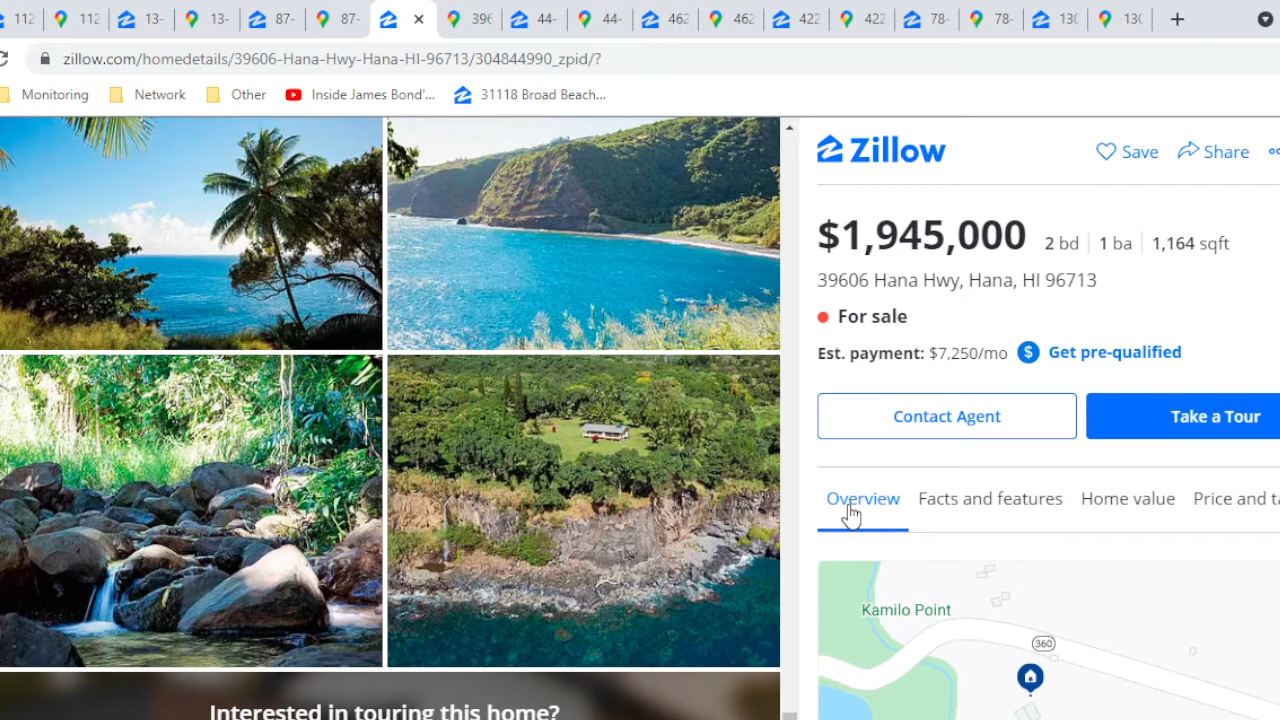 112 112 13- 13- 87- 87- 396 44- 44- 462 462 422 422 78- 78- 130 130
zillow.com/homedetails/39606-Hana-Hwy-Hana-HI-96713/304844990_zpid/?
Monitoring Network Other Inside James Bond'... 31118 Broad Beach...
Zillow
Save Share
$1,945,000 2 bd 1 ba 1,164 sqft
39606 Hana Hwy, Hana, HI 96713
For sale
Est. payment: $7,250/mo $ Get pre-qualified
Contact Agent Take a Tour
Overview Facts and features Home value Price and ta
Kamilo Point
360
Interested in touring this home?